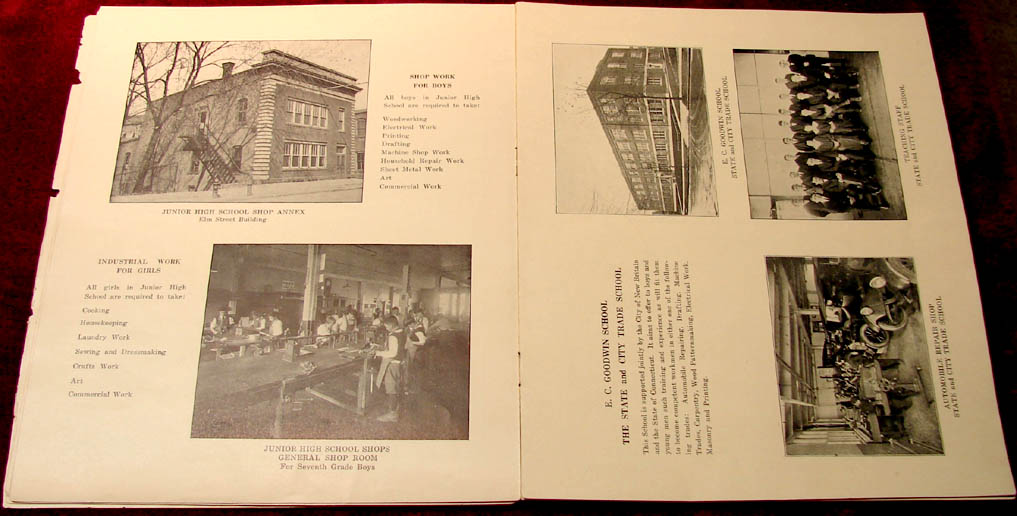 SHOP WORK
FOR BOYS
All boys in Junior High
School are required to take:
Woodworking
Electrical Work
Printing
Drafting
Machine Shop Work
Household Repair Work
Sheet Metal Work
Art
Commercial Work
JUNIOR HIGH SCHOOL SHOP ANNEX
Elm Street Building
INDUSTRIAL WORK
FOR GIRLS
All girls in Junior High
School are required to take:
Cooking
Housekeeping
Laundry Work
Sewing and Dressmaking
Crafts Work
Art
Commercial Work
JUNIOR HIGH SCHOOL SHOPS
GENERAL SHOP ROOM
For Seventh Grade Boys
E. C. GOODWIN SCHOOL
STATE and CITY TRADE SCHOOL
TEACHING STAFF
STATE and CITY TRADE SCHOOL
E. C. GOODWIN SCHOOL
THE STATE and CITY TRADE SCHOOL
This School is supported jointly by the City of New Britain
and the State of Connecticut. It aims to offer to boys and
young men such training and experience as will fit them
to become competent workmen in either one of the follow-
ing trades: Automobile Repairing, Drafting, Machine
Trades, Carpentry, Wood Patternmaking, Electrical Work,
Masonry and Printing.
AUTOMOBILE REPAIR SHOP
STATE and CITY TRADE SCHOOL